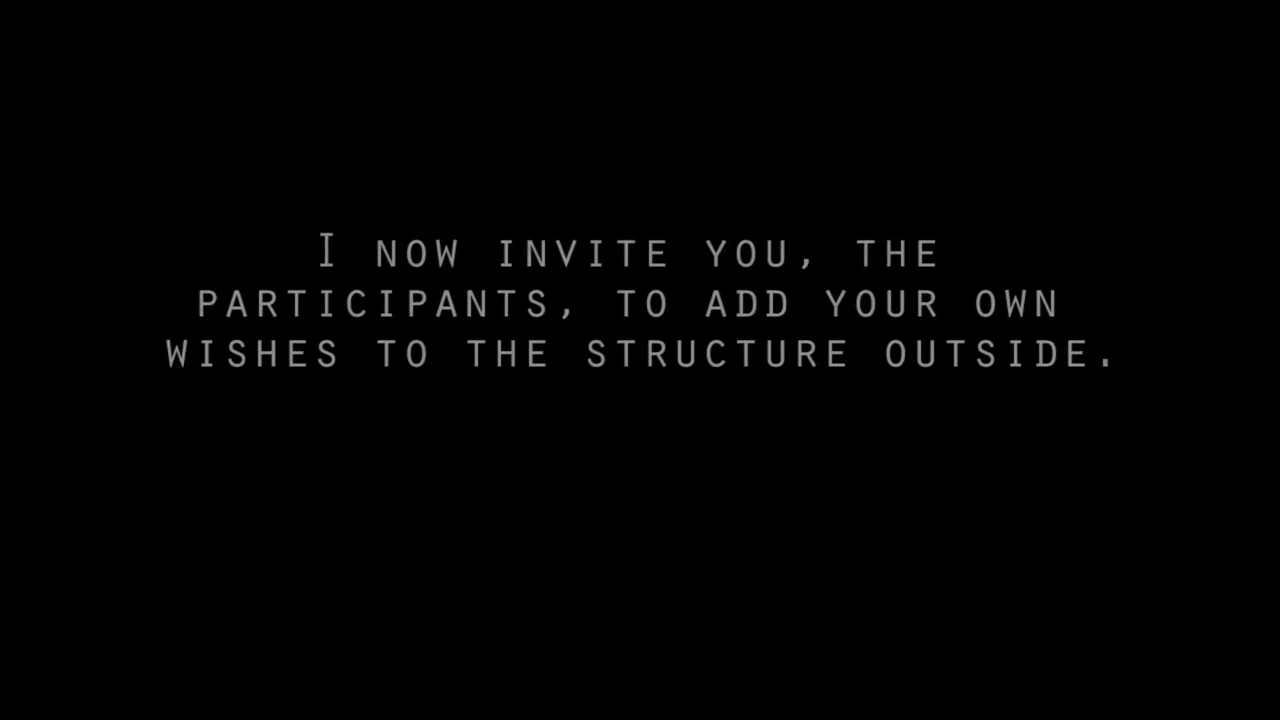 I now invite you, the
participants, to add your own
wishes to the structure outside.